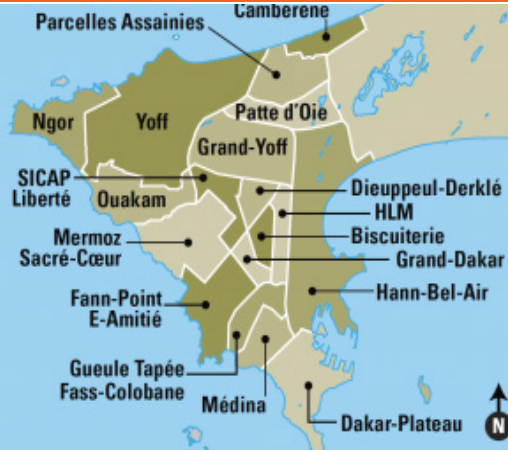 Cambérène
Parcelles Assainies
Patte d'Oie
Ngor
Yoff
Grand-Yoff
SICAP
Liberté
Ouakam
Dieuppeul-Derklé
HLM
Mermoz
Sacré-Cœur
Biscuiterie
Grand-Dakar
Fann-Point
E-Amitié
Hann-Bel-Air
Gueule Tapée
Fass-Colobane
Médina
Dakar-Plateau
N